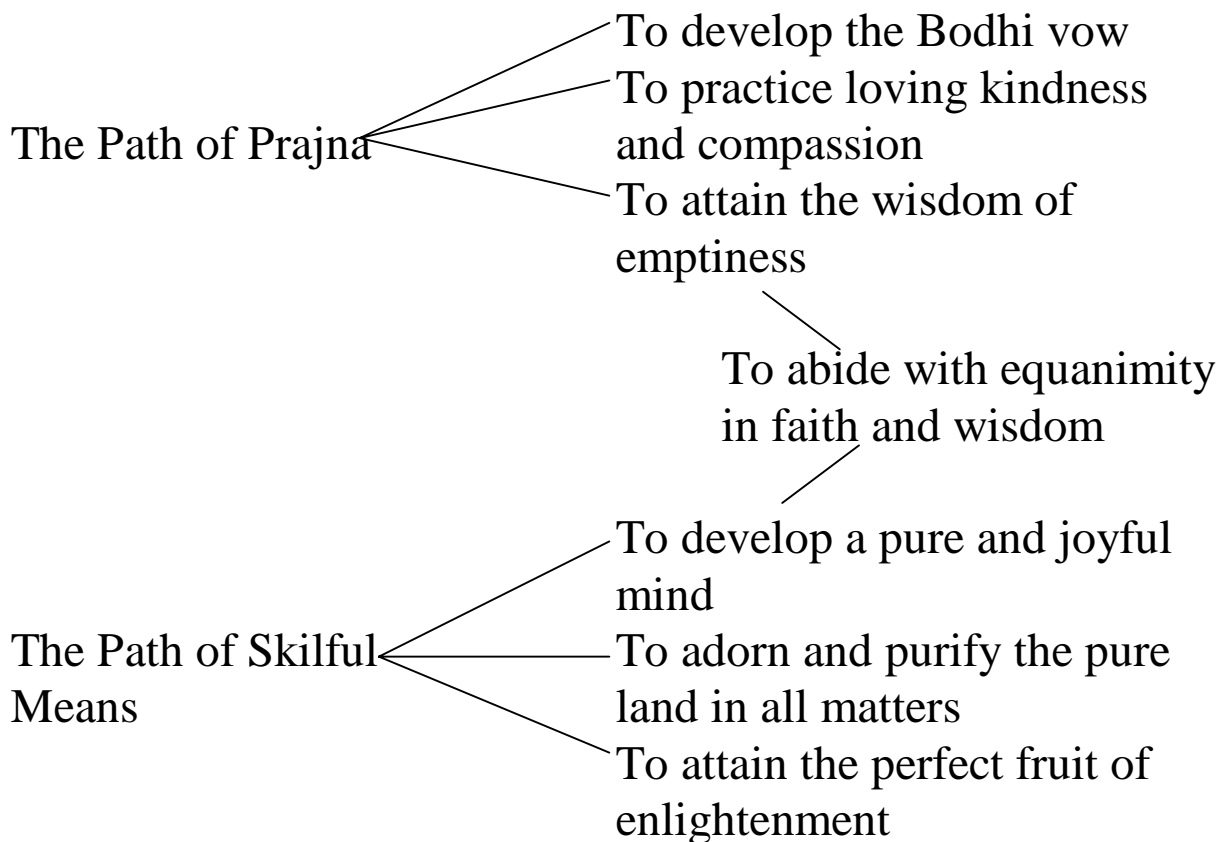 To develop the Bodhi vow
To practice loving kindness
and compassion
The Path of Prajna
To attain the wisdom of
emptiness
To abide with equanimity
in faith and wisdom
To develop a pure and joyful
mind
The Path of Skilful
Means
To adorn and purify the pure
land in all matters
To attain the perfect fruit of
enlightenment